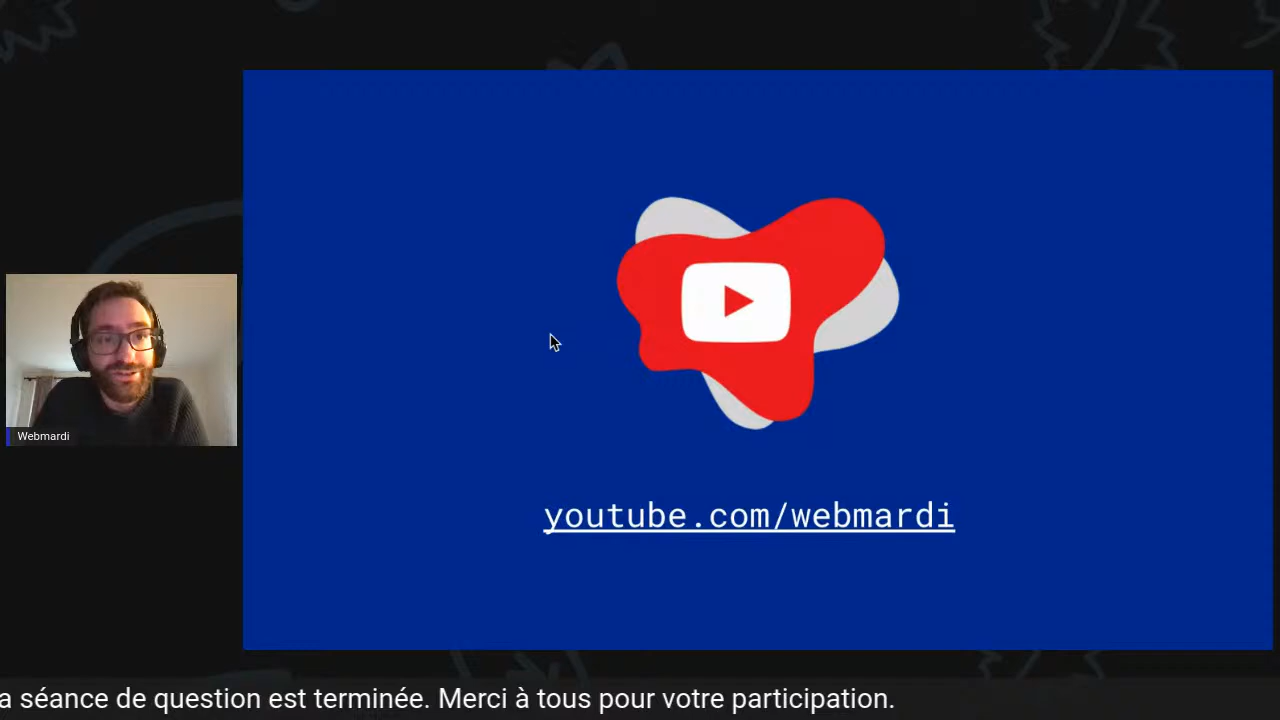 youtube.com/webmardi
Webmardi
a séance de question est terminée. Merci à tous pour votre participation.